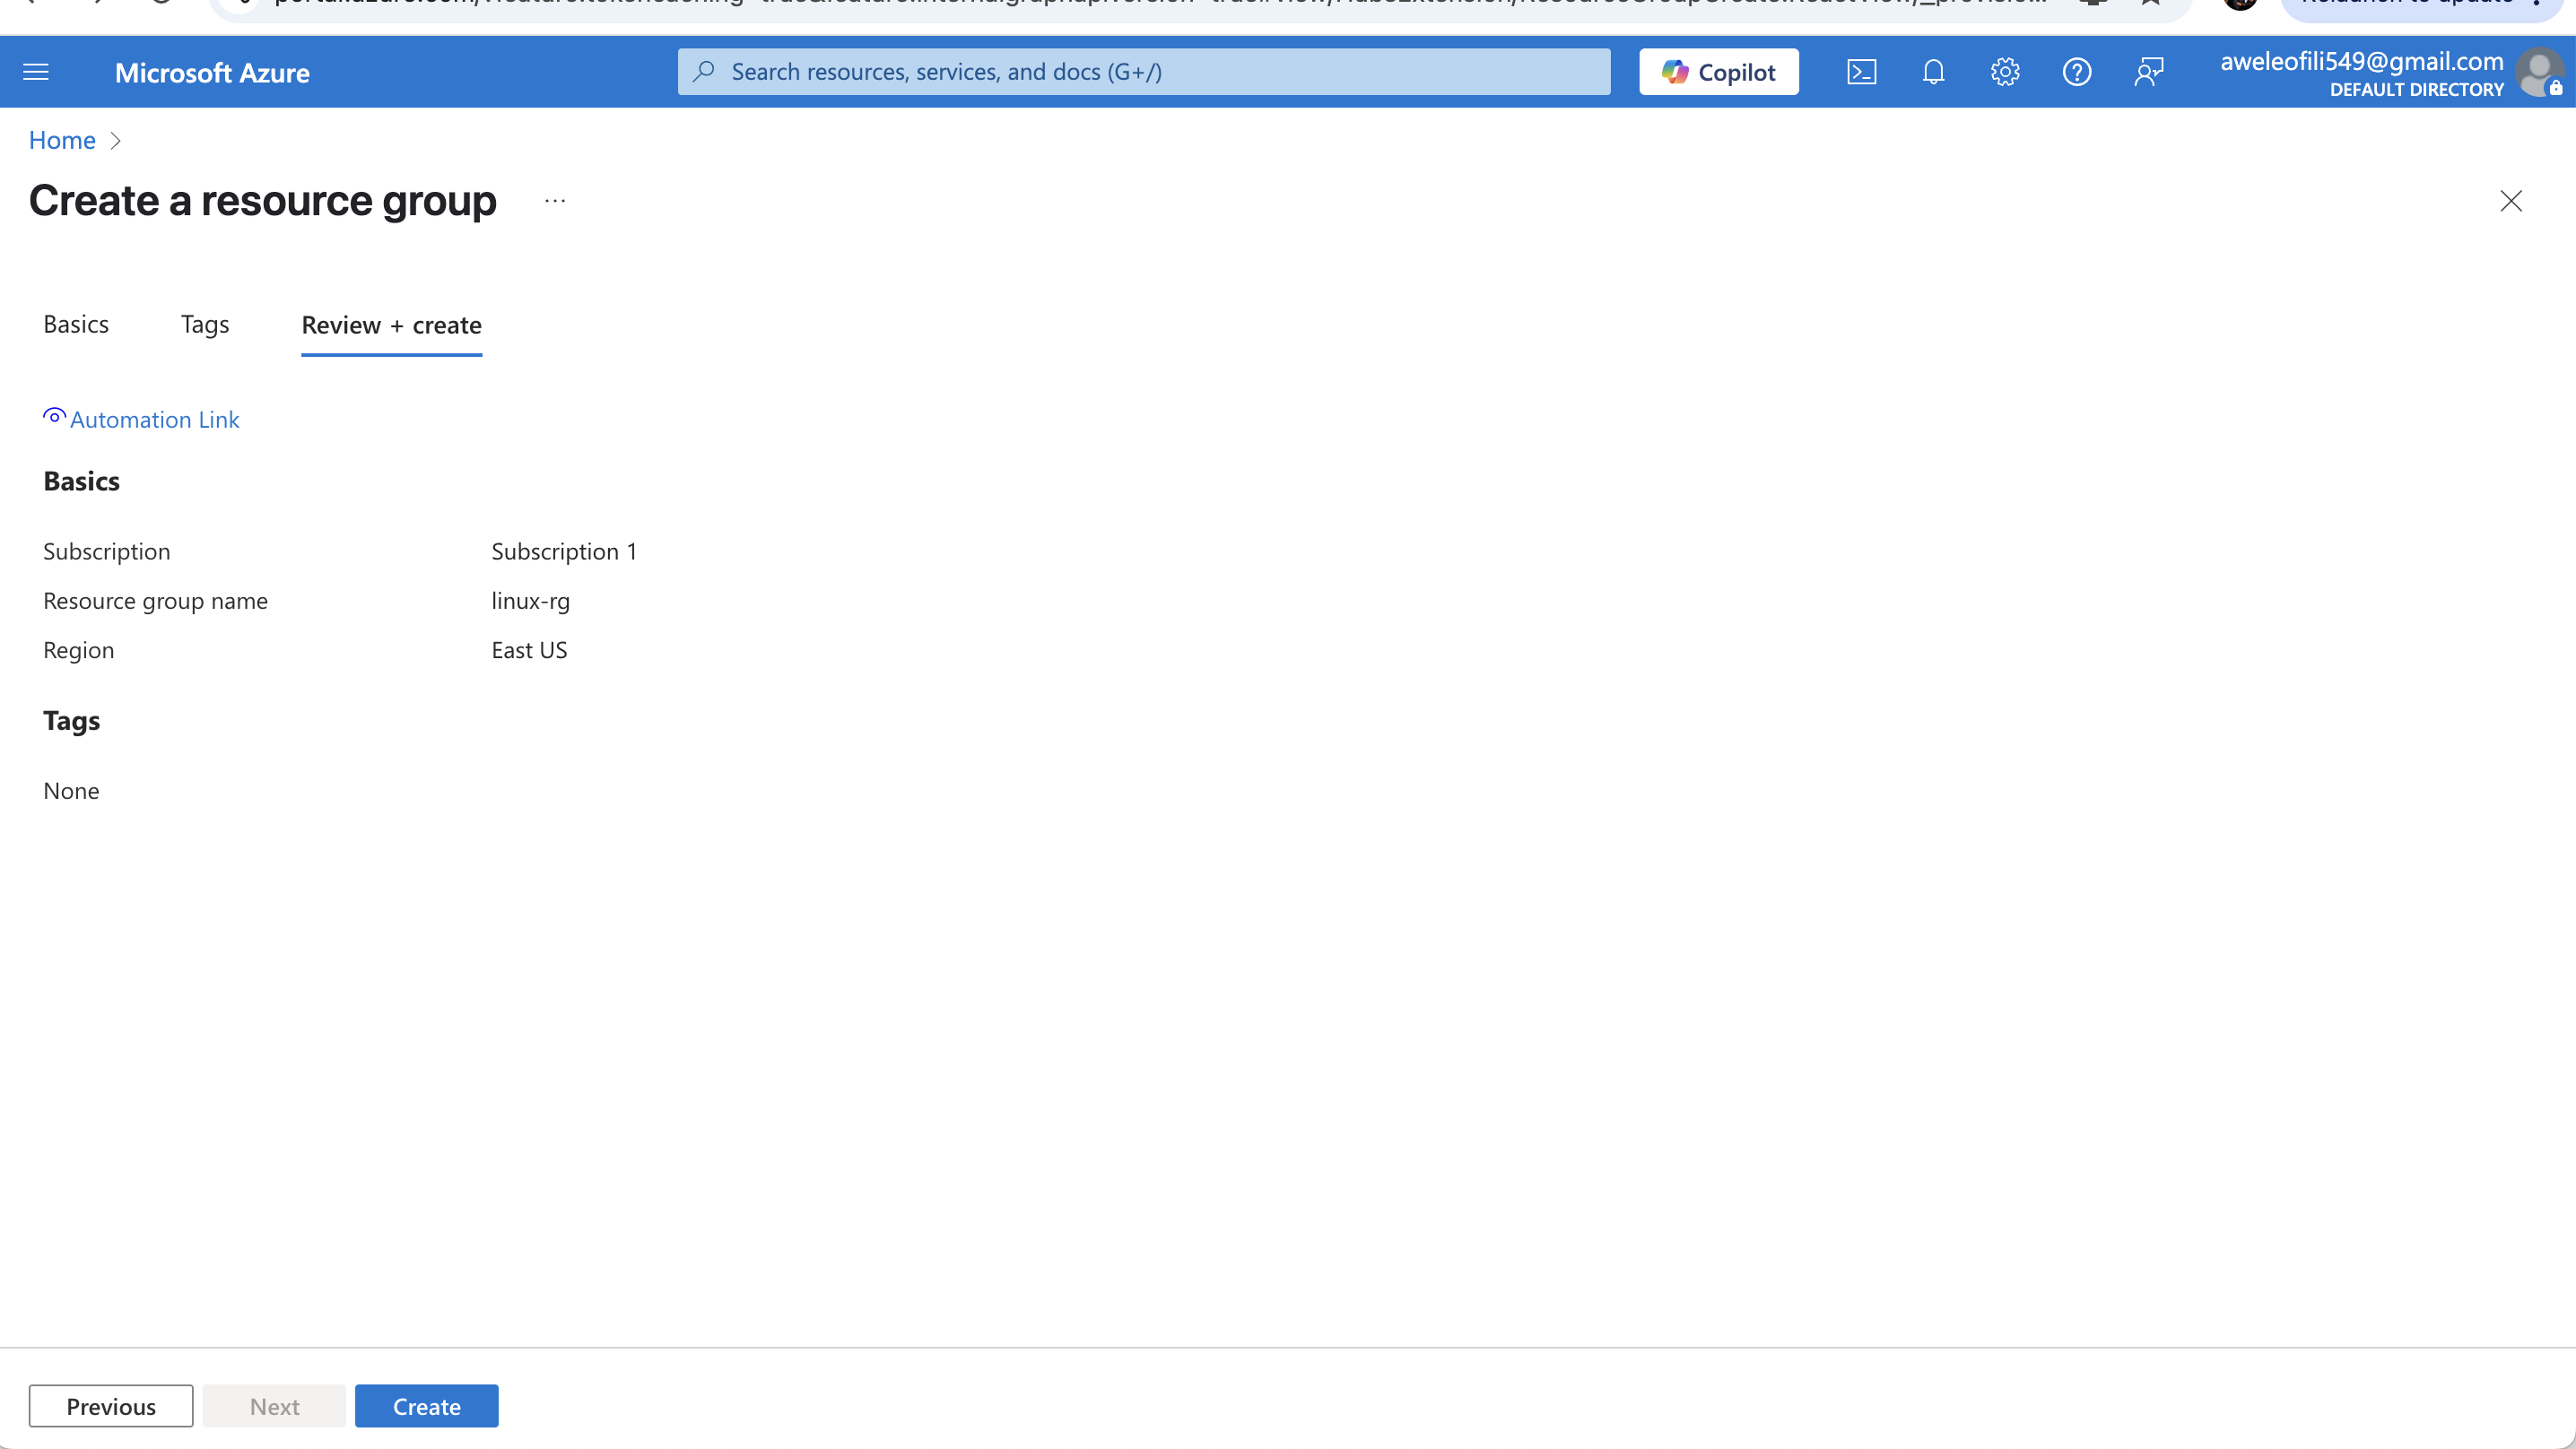 Microsoft Azure
Search resources, services, and docs (G+/)
Copilot
aweleofili549@gmail.com
DEFAULT DIRECTORY
Home
Create a resource group
Basics Tags Review + create
Automation Link
Basics
Subscription Subscription 1
Resource group name linux-rg
Region East US
Tags
None
Previous Next Create